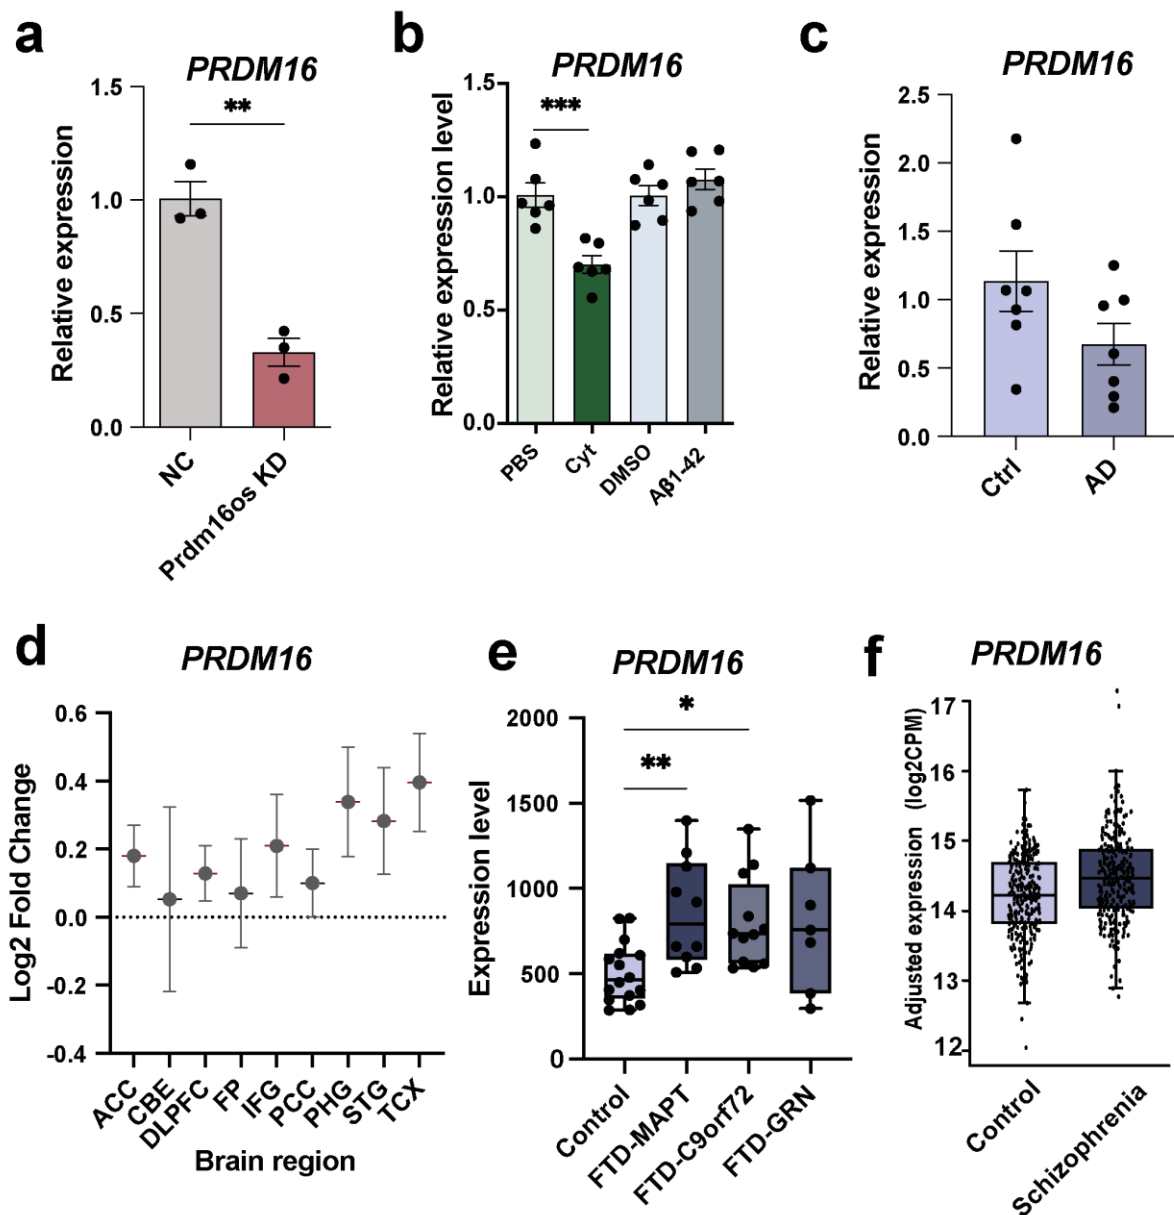 a
PRDM16
Relative expression
1.5
1.0
0.5
0.0
**
NC
Prdm16os KD
b
PRDM16
Relative expression level
1.5
1.0
0.5
0.0
***
PBS
Cyt
DMSO
Aβ1-42
c
PRDM16
Relative expression
2.5
2.0
1.5
1.0
0.5
0.0
Ctrl
AD
d
PRDM16
Log2 Fold Change
0.6
0.4
0.2
0.0
-0.2
-0.4
ACC
CBE
DLPFC
FP
IFG
PCC
PHG
STG
TCX
Brain region
e
PRDM16
Expression level
2000
1500
1000
500
0
*
**
Control
FTD-MAPT
FTD-C9orf72
FTD-GRN
f
PRDM16
Adjusted expression (log2CPM)
17
16
15
14
13
12
Control
Schizophrenia